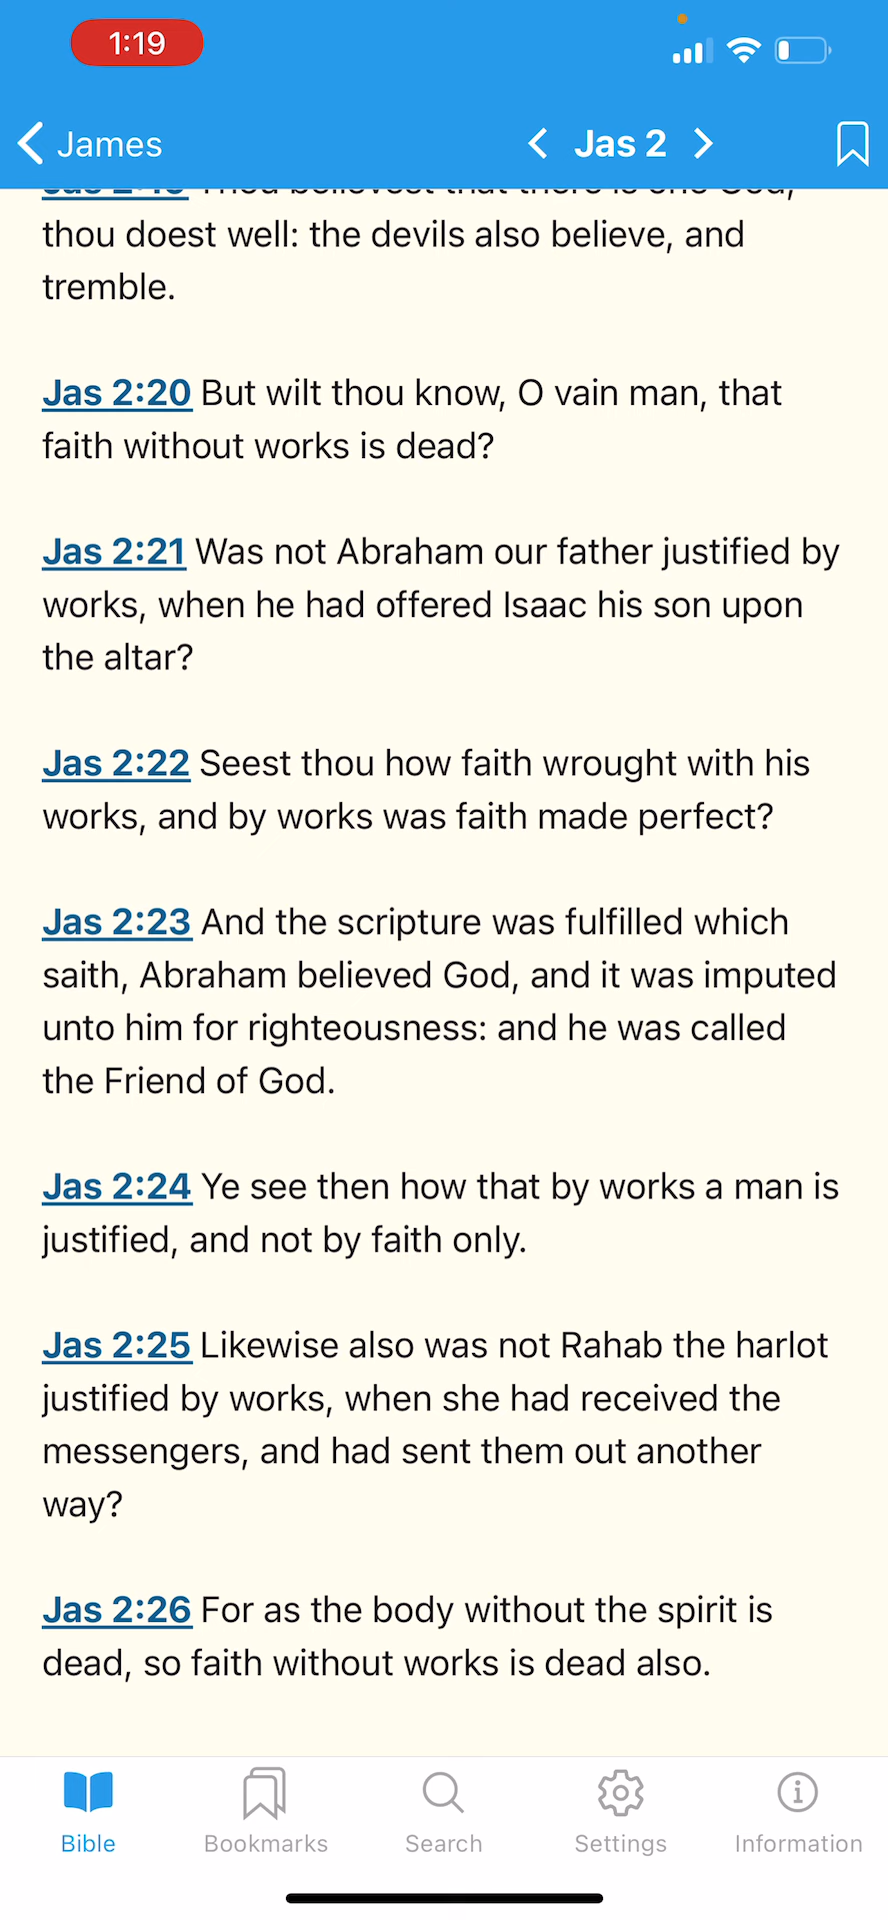 1:19
James
Jas 2
thou doest well: the devils also believe, and
tremble.
Jas 2:20 But wilt thou know, O vain man, that
faith without works is dead?
Jas 2:21 Was not Abraham our father justified by
works, when he had offered Isaac his son upon
the altar?
Jas 2:22 Seest thou how faith wrought with his
works, and by works was faith made perfect?
Jas 2:23 And the scripture was fulfilled which
saith, Abraham believed God, and it was imputed
unto him for righteousness: and he was called
the Friend of God.
Jas 2:24 Ye see then how that by works a man is
justified, and not by faith only.
Jas 2:25 Likewise also was not Rahab the harlot
justified by works, when she had received the
messengers, and had sent them out another
way?
Jas 2:26 For as the body without the spirit is
dead, so faith without works is dead also.
Bible
Bookmarks
Search
Settings
Information